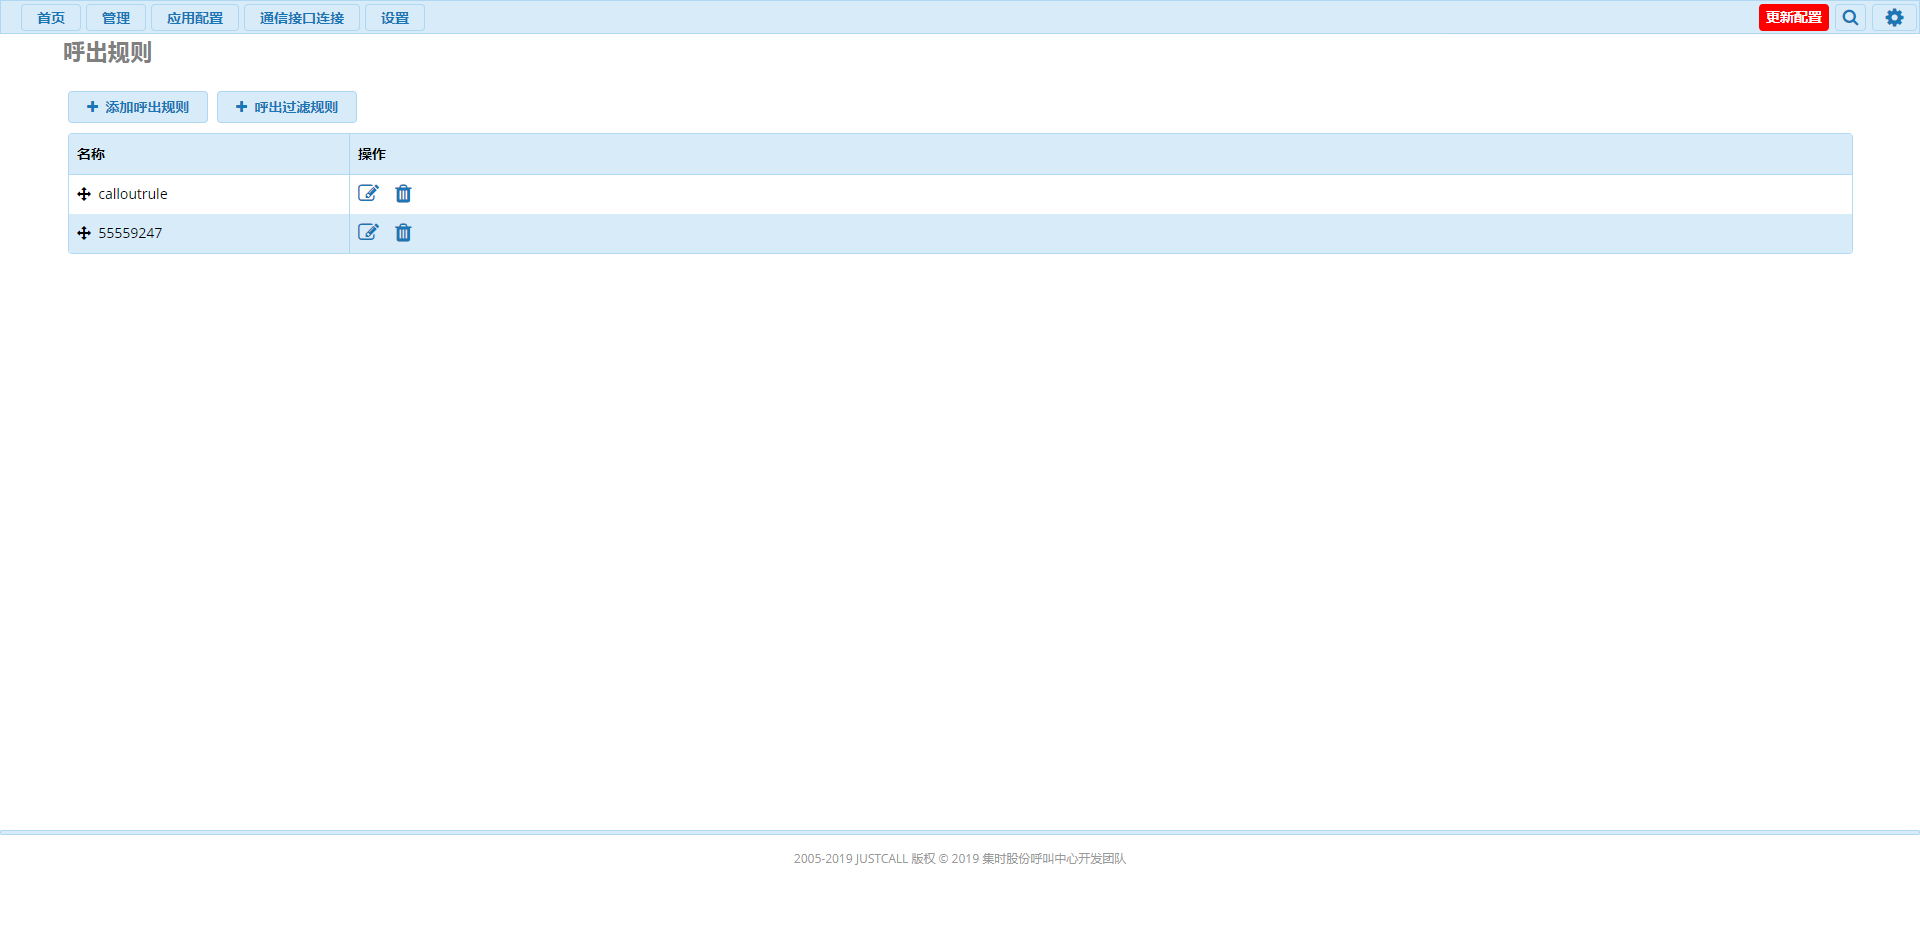 首页 管理 应用配置 通信接口连接 设置 更新配置
呼出规则
添加呼出规则 呼出过滤规则
名称 操作
calloutrule
55559247
2005-2019 JUSTCALL 版权 © 2019 集时股份呼叫中心开发团队